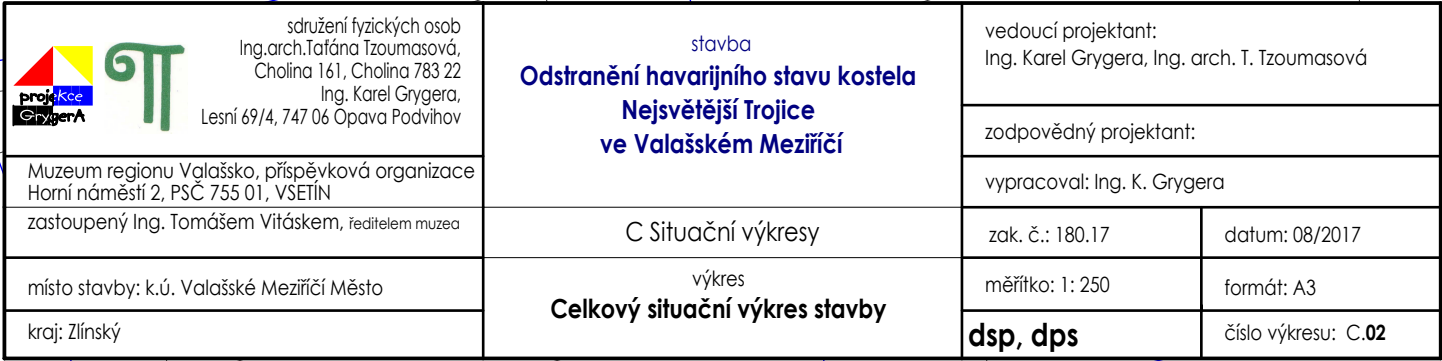 sdružení fyzických osob
Ing.arch.Taťána Tzoumasová,
Cholina 161, Cholina 783 22
Ing. Karel Grygera,
Lesní 69/4, 747 06 Opava Podvihov
projekce
GrygerA
Muzeum regionu Valašsko, příspěvková organizace
Horní náměstí 2, PSČ 755 01, VSETÍN
zastoupený Ing. Tomášem Vitáskem, ředitelem muzea
místo stavby: k.ú. Valašské Meziříčí Město
kraj: Zlínský
stavba
Odstranění havarijního stavu kostela
Nejsvětější Trojice
ve Valašském Meziříčí
C Situační výkresy
výkres
Celkový situační výkres stavby
vedoucí projektant:
Ing. Karel Grygera, Ing. arch. T. Tzoumasová
zodpovědný projektant:
vypracoval: Ing. K. Grygera
zak. č.: 180.17
datum: 08/2017
měřítko: 1: 250
formát: A3
dsp, dps
číslo výkresu: C.02